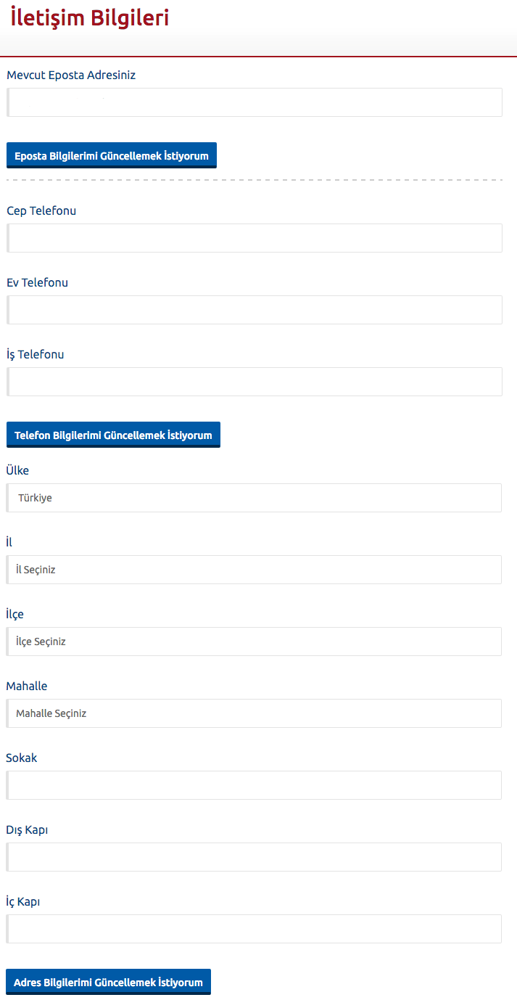 İletişim Bilgileri
Mevcut Eposta Adresiniz
Eposta Bilgilerimi Güncellemek İstiyorum
Cep Telefonu
Ev Telefonu
İş Telefonu
Telefon Bilgilerimi Güncellemek İstiyorum
Ülke
Türkiye
İl
İl Seçiniz
İlçe
İlçe Seçiniz
Mahalle
Mahalle Seçiniz
Sokak
Dış Kapı
İç Kapı
Adres Bilgilerimi Güncellemek İstiyorum